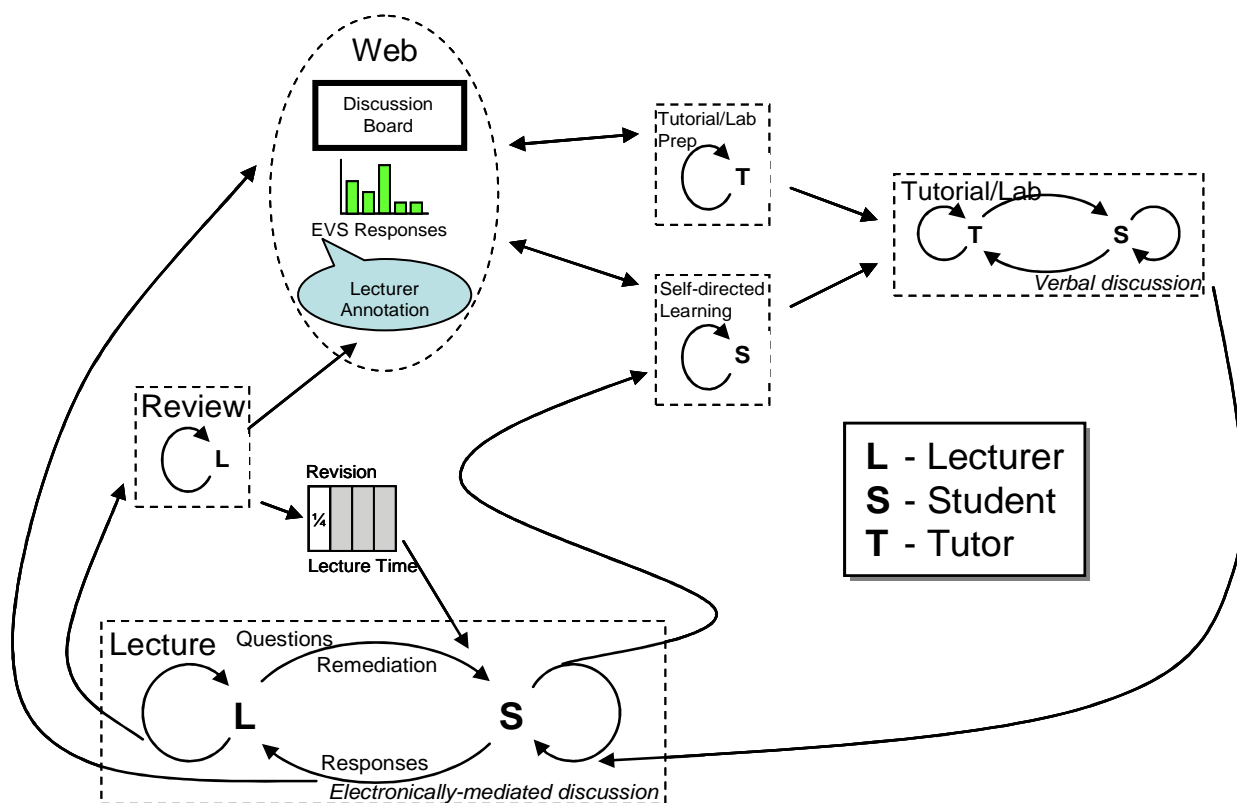 Web
Discussion
Board
EVS Responses
Lecturer
Annotation
Tutorial/Lab
Prep
T
Self-directed
Learning
S
Tutorial/Lab
T
S
Verbal discussion
Review
L
Revision
¼
Lecture Time
L - Lecturer
S - Student
T - Tutor
Lecture
Questions
Remediation
L
S
Responses
Electronically-mediated discussion